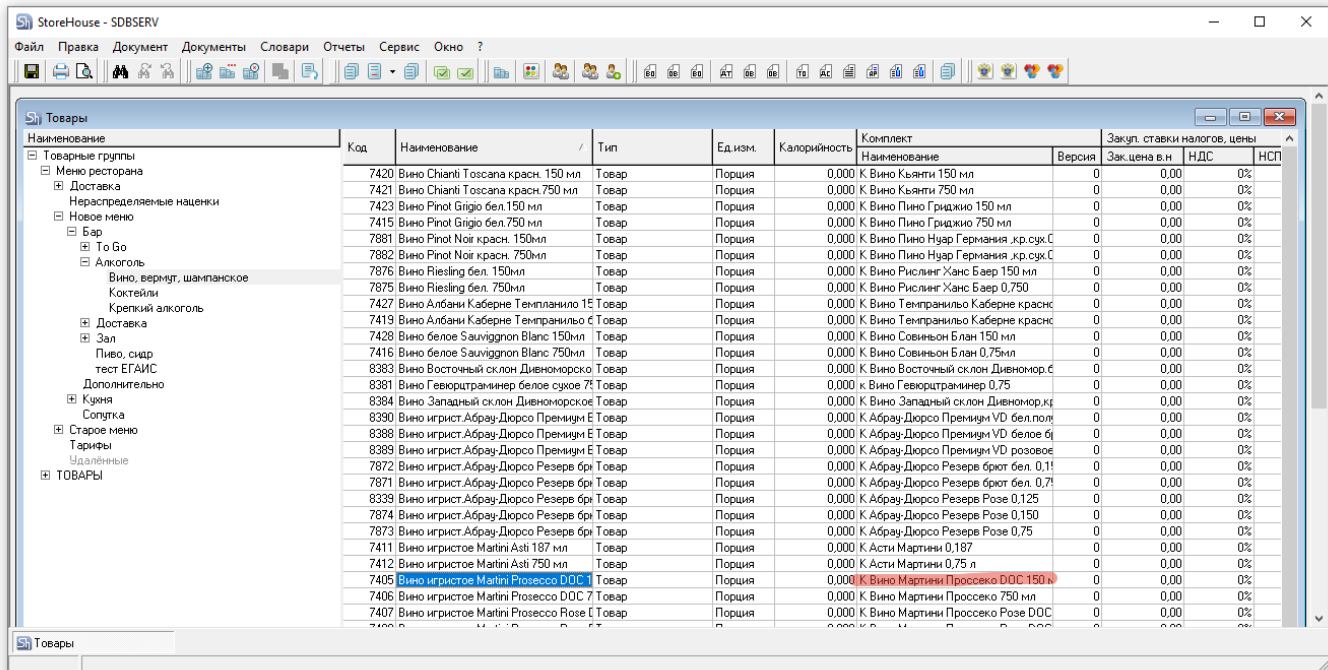 StoreHouse - SDBSERV
Файл Правка Документ Документы Словари Отчеты Сервис Окно ?
Товары
Наименование
Товарные группы
Меню ресторана
Доставка
Нераспределяемые наценки
Новое меню
Бар
To Go
Алкоголь
Вино, вермут, шампанское
Коктейли
Крепкий алкоголь
Доставка
Зал
Пиво, сидр
тест ЕГАИС
Дополнительно
Кухня
Сопутка
Старое меню
Тарифы
Удалённые
ТОВАРЫ
Код Наименование Тип Ед.изм. Калорийность Комплект Закуп. ставки налогов, цены
Наименование Версия Зак.цена в.н НДС НСП
7420 Вино Chianti Toscana красн. 150 мл Товар Порция 0,000 К Вино Кьянти 150 мл 0 0,00 0%
7421 Вино Chianti Toscana красн.750 мл Товар Порция 0,000 К Вино Кьянти 750 мл 0 0,00 0%
7423 Вино Pinot Grigio бел.150 мл Товар Порция 0,000 К Вино Пино Гриджио 150 мл 0 0,00 0%
7415 Вино Pinot Grigio бел.750 мл Товар Порция 0,000 К Вино Пино Гриджио 750 мл 0 0,00 0%
7881 Вино Pinot Noir красн. 150мл Товар Порция 0,000 К Вино Пино Нуар Германия ,кр.сух. 0 0,00 0%
7882 Вино Pinot Noir красн. 750мл Товар Порция 0,000 К Вино Пино Нуар Германия ,кр.сух. 0 0,00 0%
7876 Вино Riesling бел. 150мл Товар Порция 0,000 К Вино Рислинг Ханс Баер 150 мл 0 0,00 0%
7875 Вино Riesling бел. 750мл Товар Порция 0,000 К Вино Рислинг Ханс Баер 0,750 0 0,00 0%
7427 Вино Албани Каберне Темпланило 15 Товар Порция 0,000 К Вино Темпранильо Каберне красно 0 0,00 0%
7419 Вино Албани Каберне Темпранильо Товар Порция 0,000 К Вино Темпранильо Каберне красно 0 0,00 0%
7428 Вино белое Sauviggnon Blanc 150мл Товар Порция 0,000 К Вино Совиньон Блан 150 мл 0 0,00 0%
7416 Вино белое Sauviggnon Blanc 750мл Товар Порция 0,000 К Вино Совиньон Блан 0,75мл 0 0,00 0%
8383 Вино Восточный склон Дивноморско Товар Порция 0,000 К Вино Восточный склон Дивномор. 0 0,00 0%
8381 Вино Гевюрцтраминер белое сухое 75 Товар Порция 0,000 к Вино Гевюрцтраминер 0,75 0 0,00 0%
8384 Вино Западный склон Дивноморское Товар Порция 0,000 К Вино Западный склон Дивномор,кр 0 0,00 0%
8390 Вино игрист.Абрау-Дюрсо Премиум Товар Порция 0,000 К Абрау-Дюрсо Премиум VD бел.полу 0 0,00 0%
8388 Вино игрист.Абрау-Дюрсо Премиум Товар Порция 0,000 К Абрау-Дюрсо Премиум VD белое б 0 0,00 0%
8389 Вино игрист.Абрау-Дюрсо Премиум Товар Порция 0,000 К Абрау-Дюрсо Премиум VD розовое 0 0,00 0%
7872 Вино игрист.Абрау-Дюрсо Резерв бр Товар Порция 0,000 К Абрау-Дюрсо Резерв брют бел. 0,1 0 0,00 0%
7871 Вино игрист.Абрау-Дюрсо Резерв бр Товар Порция 0,000 К Абрау-Дюрсо Резерв брют бел. 0,7 0 0,00 0%
8339 Вино игрист.Абрау-Дюрсо Резерв бр Товар Порция 0,000 К Абрау-Дюрсо Резерв Розе 0,125 0 0,00 0%
7874 Вино игрист.Абрау-Дюрсо Резерв бр Товар Порция 0,000 К Абрау-Дюрсо Резерв Розе 0,150 0 0,00 0%
7873 Вино игрист.Абрау-Дюрсо Резерв бр Товар Порция 0,000 К Абрау-Дюрсо Резерв Розе 0,75 0 0,00 0%
7411 Вино игристое Martini Asti 187 мл Товар Порция 0,000 К Асти Мартини 0,187 0 0,00 0%
7412 Вино игристое Martini Asti 750 мл Товар Порция 0,000 К Асти Мартини 0,75 л 0 0,00 0%
7405 Вино игристое Martini Prosecco DOC 1 Товар Порция 0,000 К Вино Мартини Проссеко DOC 150 м 0 0,00 0%
7406 Вино игристое Martini Prosecco DOC 7 Товар Порция 0,000 К Вино Мартини Проссеко 750 мл 0 0,00 0%
7407 Вино игристое Martini Prosecco Rose Товар Порция 0,000 К Вино Мартини Проссеко Розе DOC 0 0,00 0%
Товары